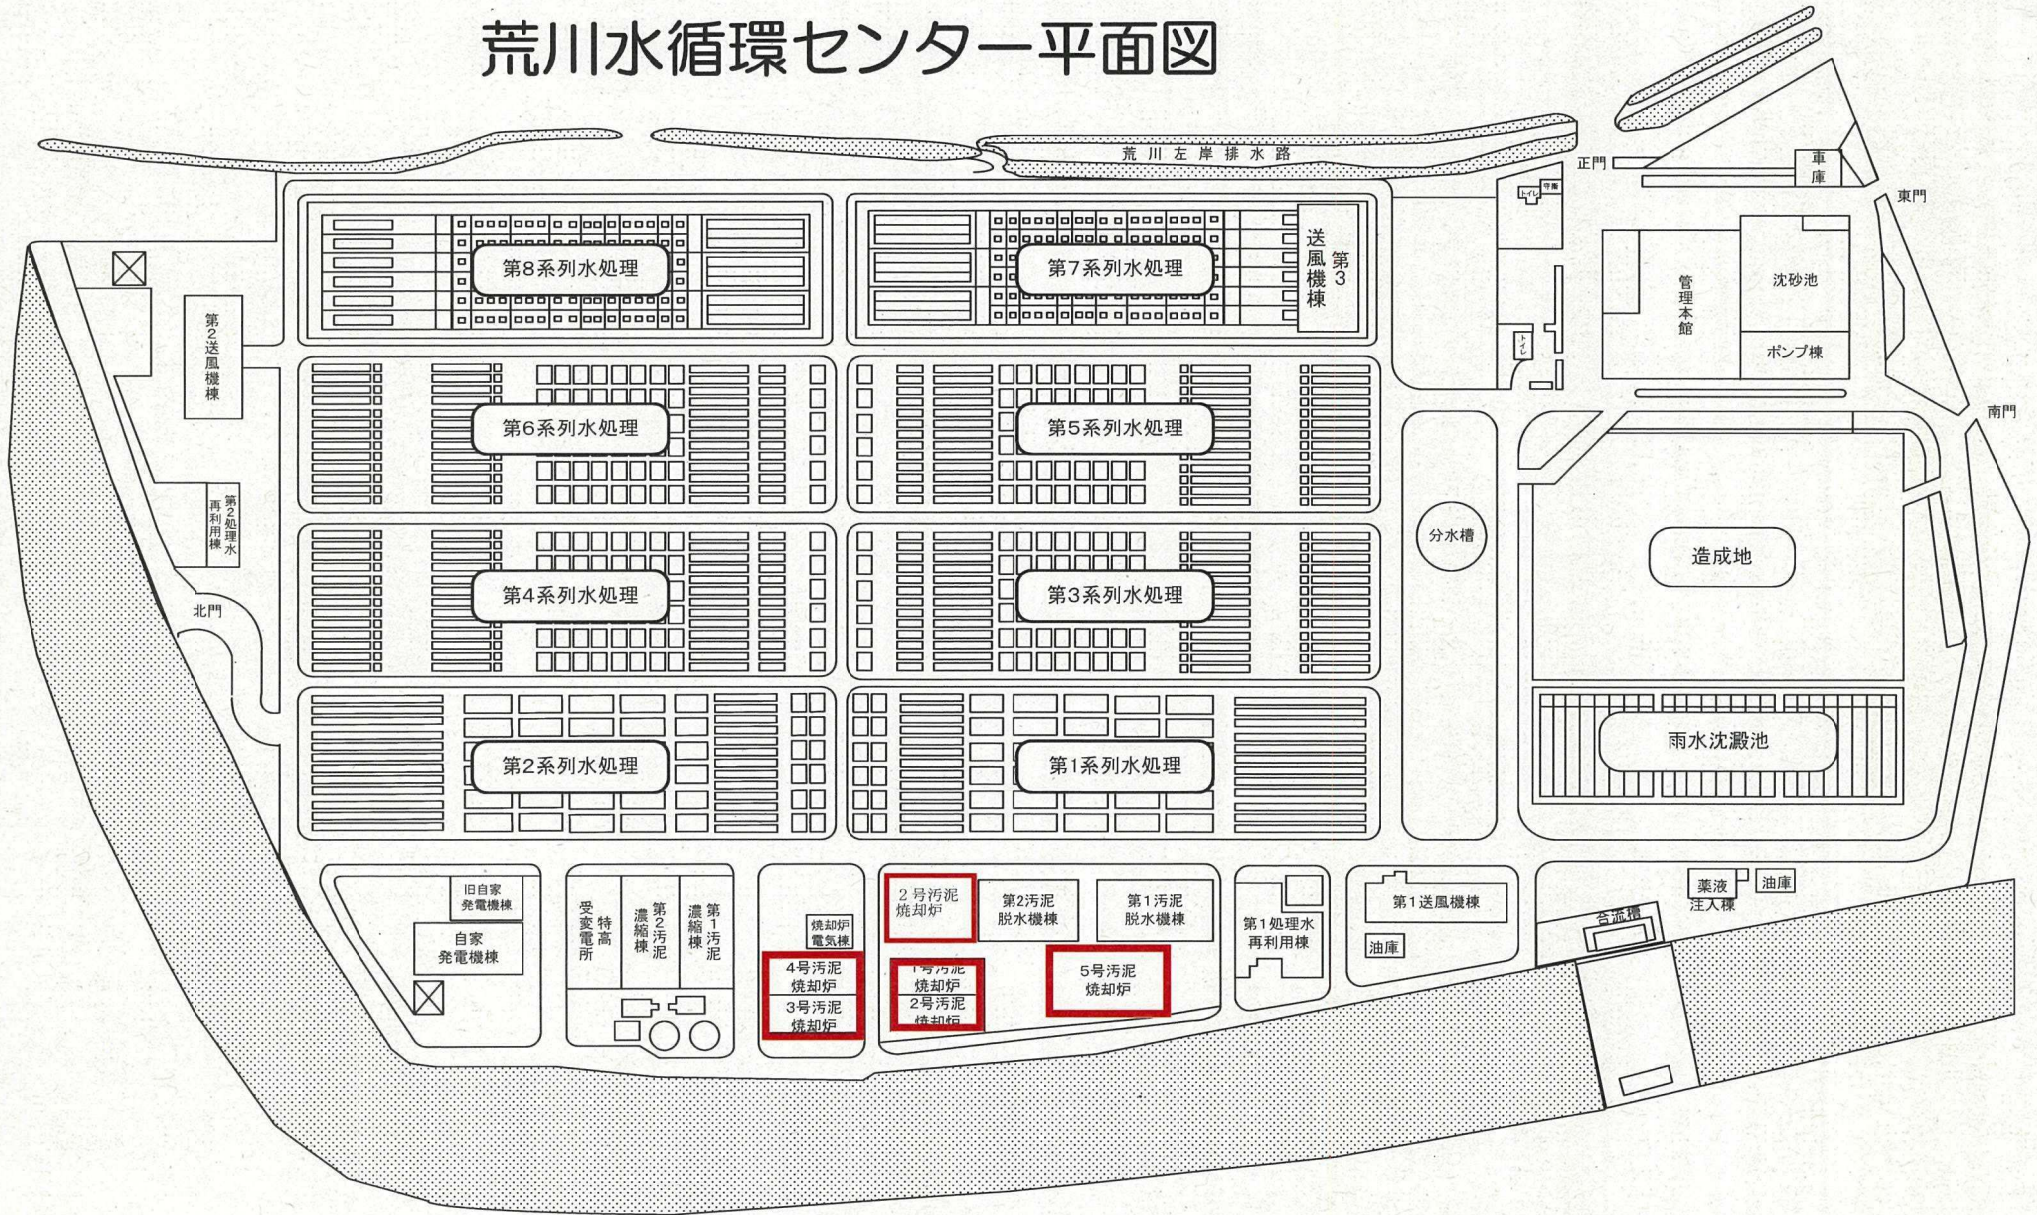 荒川水循環センター平面図
荒川左岸排水路
正門
車庫
東門
トイレ
守衛
第8系列水処理
第7系列水処理
第3
送風機棟
管理本館
沈砂池
ポンプ棟
トイレ
第2送風機棟
南門
第6系列水処理
第5系列水処理
第2処理水
再利用棟
分水槽
造成地
北門
第4系列水処理
第3系列水処理
第2系列水処理
第1系列水処理
雨水沈澱池
旧自家
発電機棟
自家
発電機棟
特高
受変電所
第2汚泥
濃縮棟
第1汚泥
濃縮棟
焼却炉
電気棟
4号汚泥
焼却炉
3号汚泥
焼却炉
2号汚泥
焼却炉
第2汚泥
脱水機棟
第1汚泥
脱水機棟
1号汚泥
焼却炉
2号汚泥
焼却炉
5号汚泥
焼却炉
第1処理水
再利用棟
第1送風機棟
油庫
合流槽
薬液
注入棟
油庫